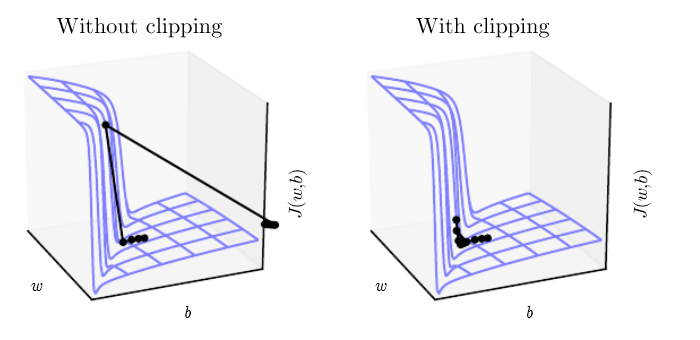 Without clipping
With clipping
J(w,b)
J(w,b)
w
w
b
b